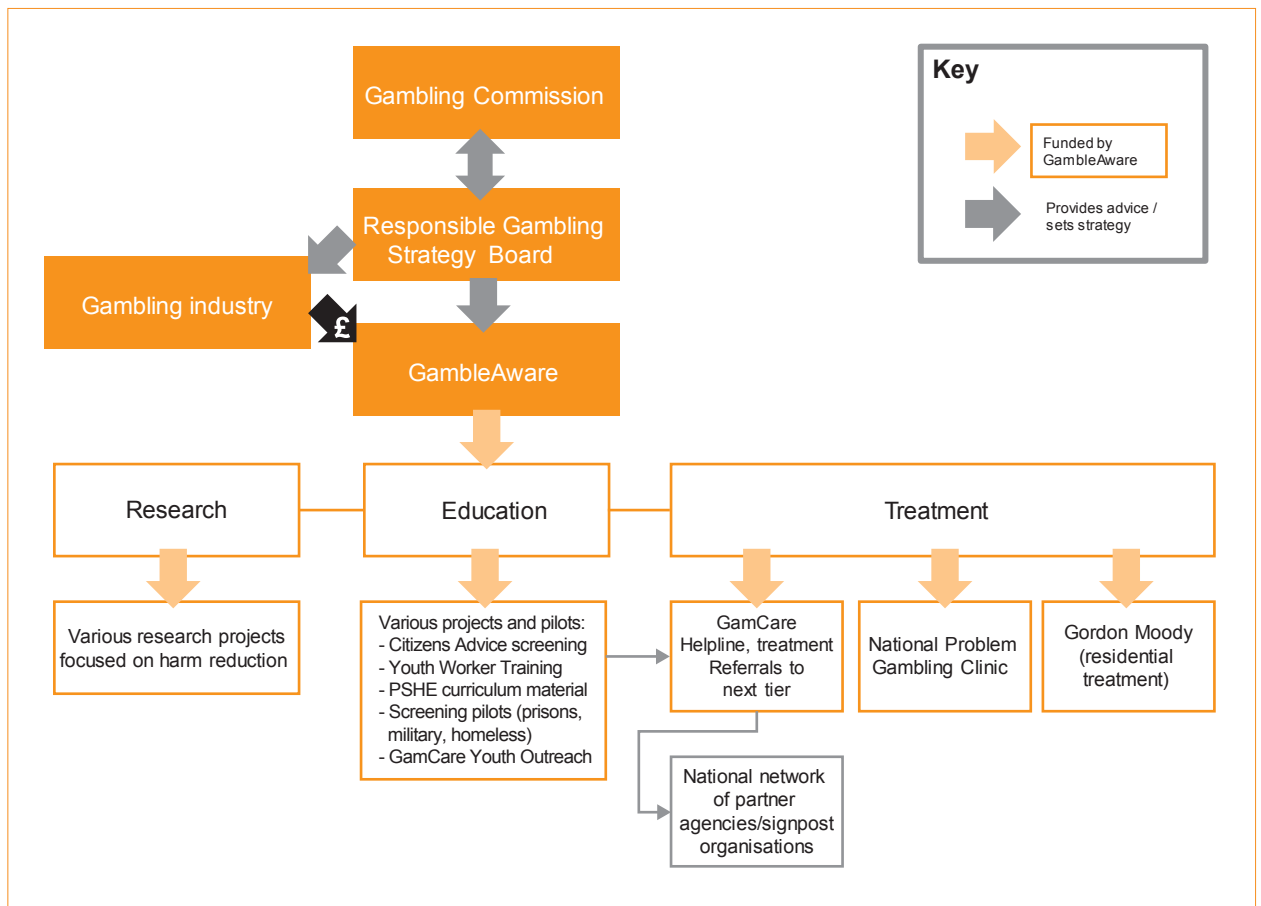 Gambling Commission
Key
Funded by
GambleAware
Provides advice /
sets strategy
Responsible Gambling
Strategy Board
Gambling industry
£
GambleAware
Research
Education
Treatment
Various research projects
focused on harm reduction
Various projects and pilots:
- Citizens Advice screening
- Youth Worker Training
- PSHE curriculum material
- Screening pilots (prisons,
military, homeless)
- GamCare Youth Outreach
GamCare
Helpline, treatment
Referrals to
next tier
National Problem
Gambling Clinic
Gordon Moody
(residential
treatment)
National network
of partner
agencies/signpost
organisations